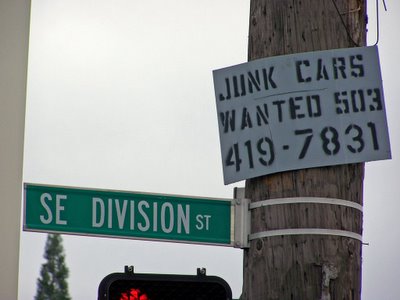 JUNK CARS
WANTED 503
419-7831
SE DIVISION ST